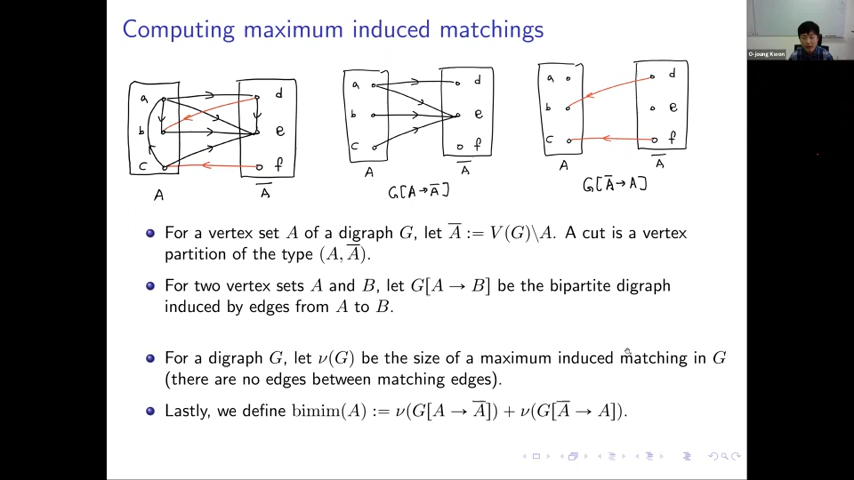 Computing maximum induced matchings
O-joung Kwon
a d
b e
c f
A A̅
a d
b e
c f
A A̅
G[A→A̅]
a d
b e
c f
A A̅
G[A̅→A]
For a vertex set A of a digraph G, let A̅ := V(G)\A. A cut is a vertex
partition of the type (A, A̅).
For two vertex sets A and B, let G[A → B] be the bipartite digraph
induced by edges from A to B.
For a digraph G, let ν(G) be the size of a maximum induced matching in G
(there are no edges between matching edges).
Lastly, we define bimim(A) := ν(G[A → A̅]) + ν(G[A̅ → A]).